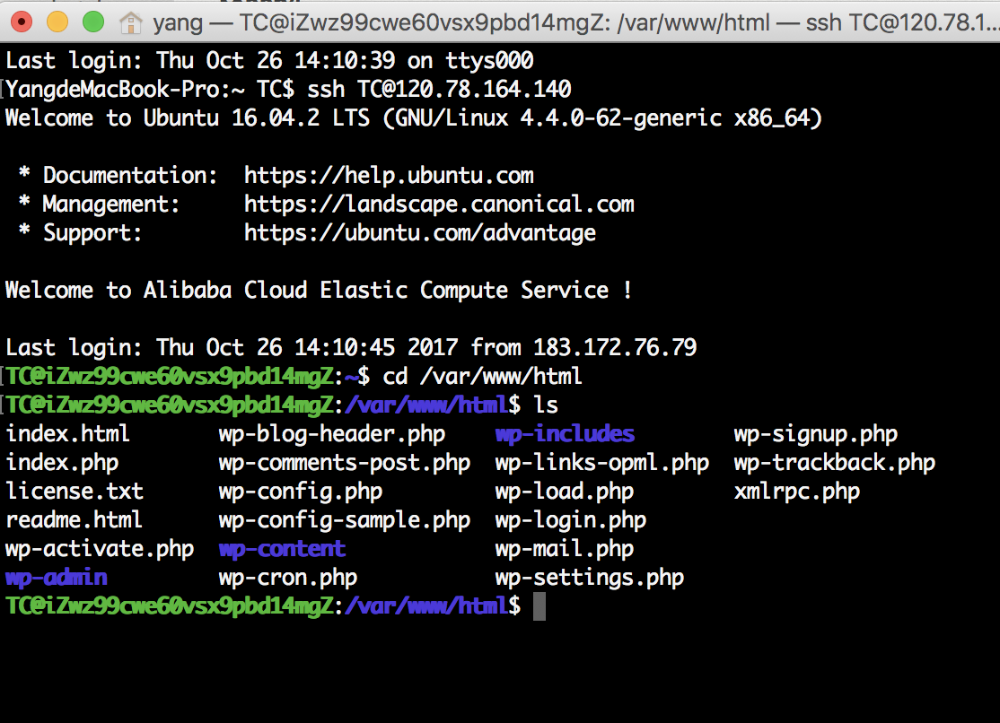 yang — TC@iZwz99cwe60vsx9pbd14mgZ: /var/www/html — ssh TC@120.78.1...
Last login: Thu Oct 26 14:10:39 on ttys000
YangdeMacBook-Pro:~ TC$ ssh TC@120.78.164.140
Welcome to Ubuntu 16.04.2 LTS (GNU/Linux 4.4.0-62-generic x86_64)
* Documentation:  https://help.ubuntu.com
* Management:     https://landscape.canonical.com
* Support:        https://ubuntu.com/advantage
Welcome to Alibaba Cloud Elastic Compute Service !
Last login: Thu Oct 26 14:10:45 2017 from 183.172.76.79
TC@iZwz99cwe60vsx9pbd14mgZ:~$ cd /var/www/html
TC@iZwz99cwe60vsx9pbd14mgZ:/var/www/html$ ls
index.html       wp-blog-header.php    wp-includes        wp-signup.php
index.php        wp-comments-post.php  wp-links-opml.php  wp-trackback.php
license.txt      wp-config.php         wp-load.php        xmlrpc.php
readme.html      wp-config-sample.php  wp-login.php
wp-activate.php  wp-content            wp-mail.php
wp-admin         wp-cron.php           wp-settings.php
TC@iZwz99cwe60vsx9pbd14mgZ:/var/www/html$